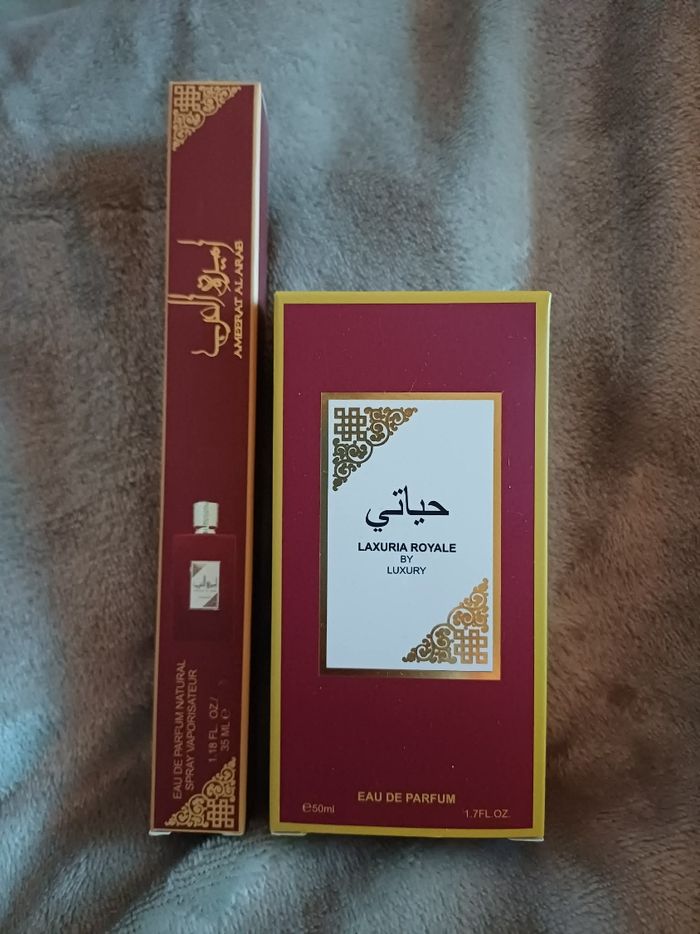 أميرة العرب
AMEERAT AL ARAB
EAU DE PARFUM NATURAL
SPRAY VAPORISATEUR
1.18 FL. OZ /
35 ML ℮
حياتي
LAXURIA ROYALE
BY
LUXURY
EAU DE PARFUM
℮50ml
1.7FL.OZ.